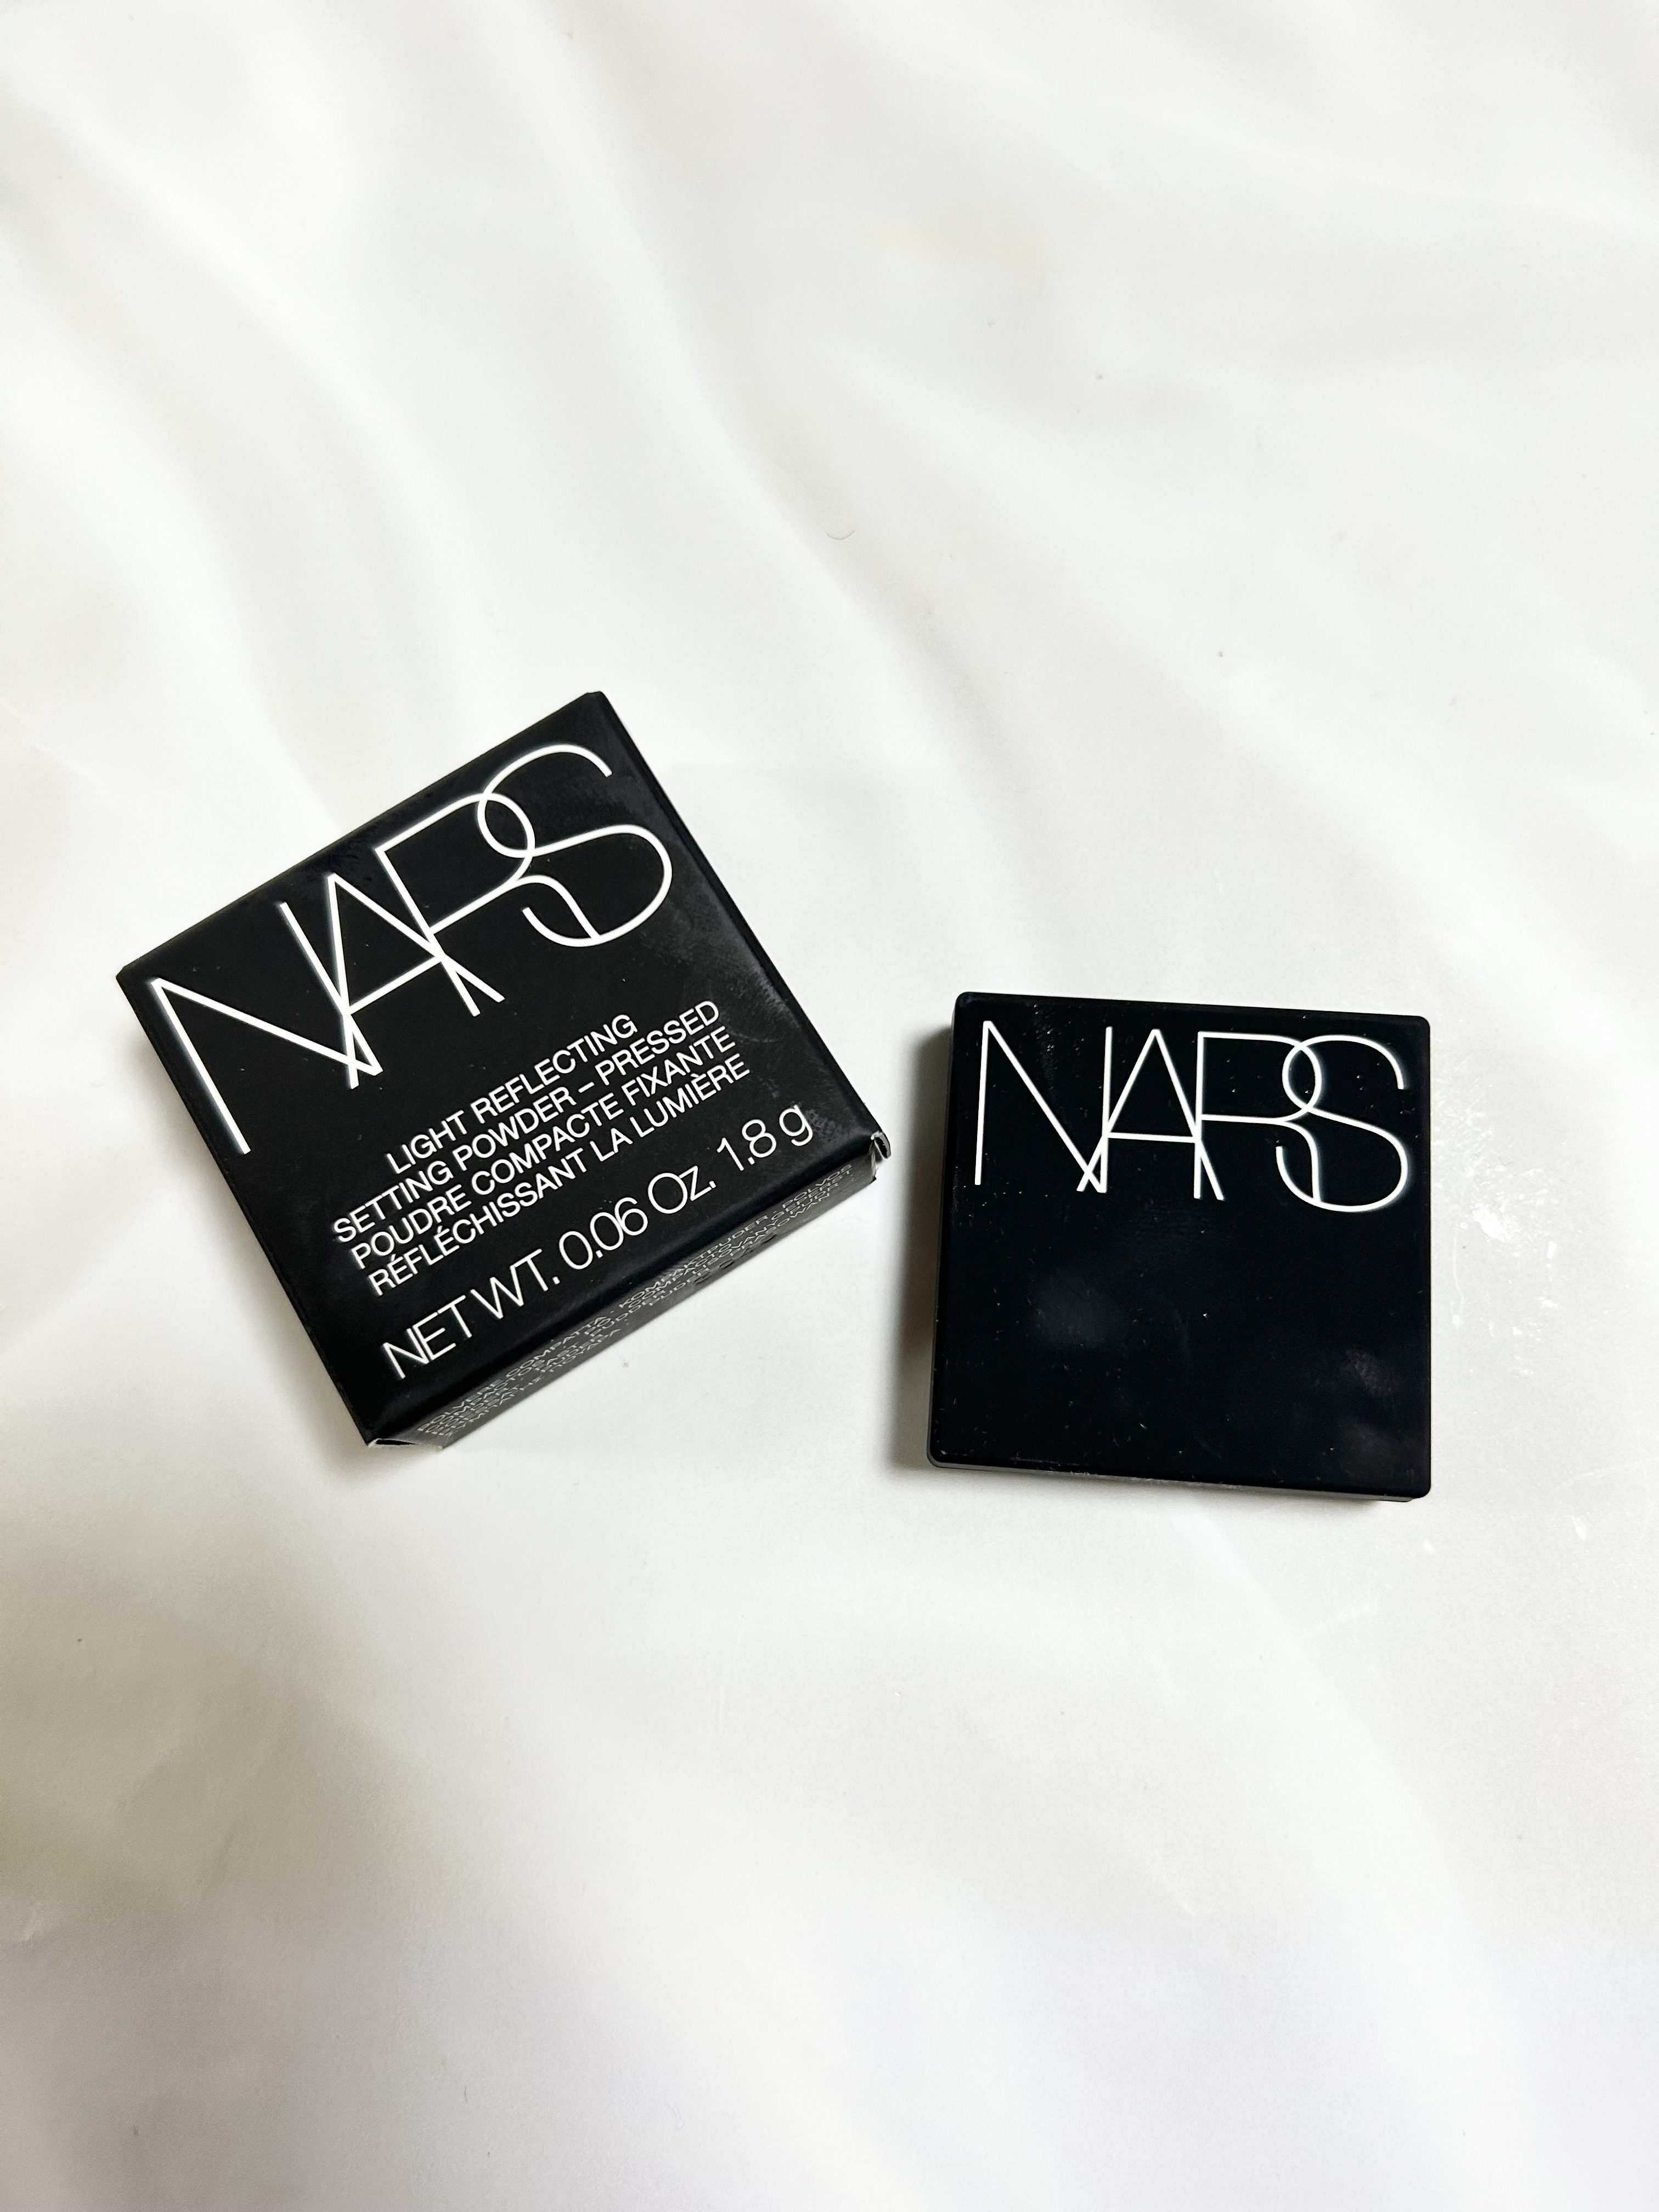 NARS
LIGHT REFLECTING
SETTING POWDER – PRESSED
POUDRE COMPACTE FIXANTE
RÉFLÉCHISSANT LA LUMIÈRE
NET WT. 0.06 Oz. 1.8 g
NARS